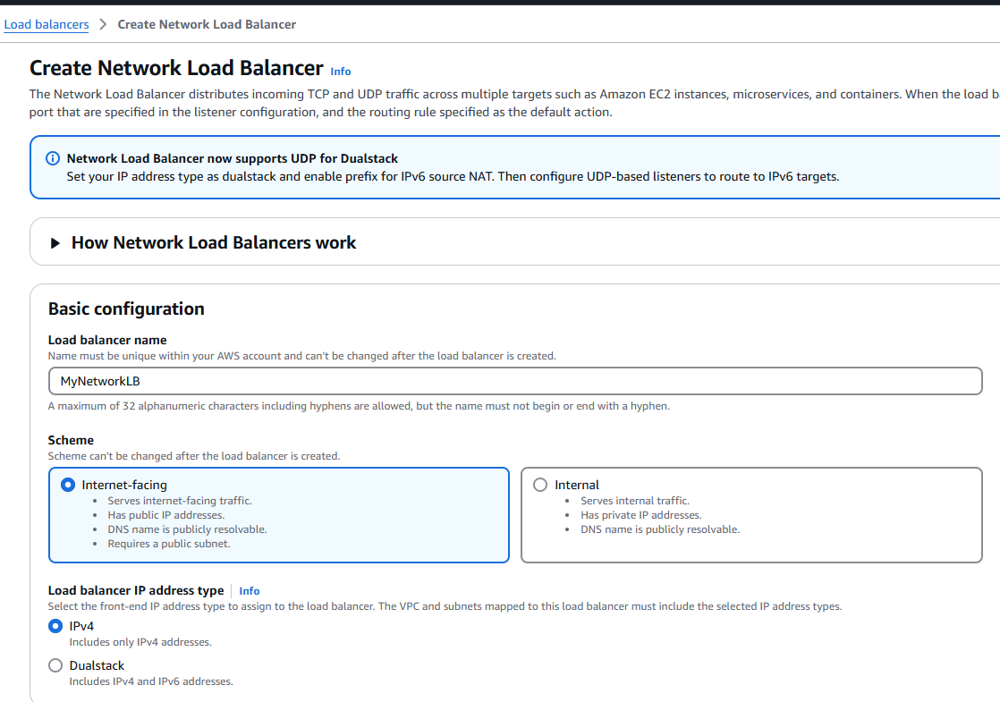 Load balancers > Create Network Load Balancer
Create Network Load Balancer Info
The Network Load Balancer distributes incoming TCP and UDP traffic across multiple targets such as Amazon EC2 instances, microservices, and containers. When the load
port that are specified in the listener configuration, and the routing rule specified as the default action.
Network Load Balancer now supports UDP for Dualstack
Set your IP address type as dualstack and enable prefix for IPv6 source NAT. Then configure UDP-based listeners to route to IPv6 targets.
How Network Load Balancers work
Basic configuration
Load balancer name
Name must be unique within your AWS account and can't be changed after the load balancer is created.
MyNetworkLB
A maximum of 32 alphanumeric characters including hyphens are allowed, but the name must not begin or end with a hyphen.
Scheme
Scheme can't be changed after the load balancer is created.
Internet-facing
• Serves internet-facing traffic.
• Has public IP addresses.
• DNS name is publicly resolvable.
• Requires a public subnet.
Internal
• Serves internal traffic.
• Has private IP addresses.
• DNS name is publicly resolvable.
Load balancer IP address type Info
Select the front-end IP address type to assign to the load balancer. The VPC and subnets mapped to this load balancer must include the selected IP address types.
IPv4
Includes only IPv4 addresses.
Dualstack
Includes IPv4 and IPv6 addresses.